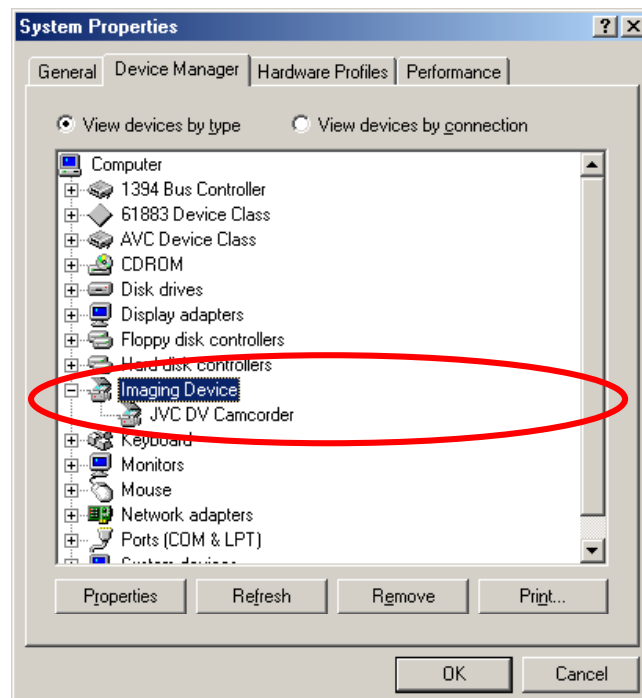 System Properties
General Device Manager Hardware Profiles Performance
View devices by type View devices by connection
Computer
1394 Bus Controller
61883 Device Class
AVC Device Class
CDROM
Disk drives
Display adapters
Floppy disk controllers
Hard disk controllers
Imaging Device
JVC DV Camcorder
Keyboard
Monitors
Mouse
Network adapters
Ports (COM & LPT)
System devices
Properties Refresh Remove Print...
OK Cancel